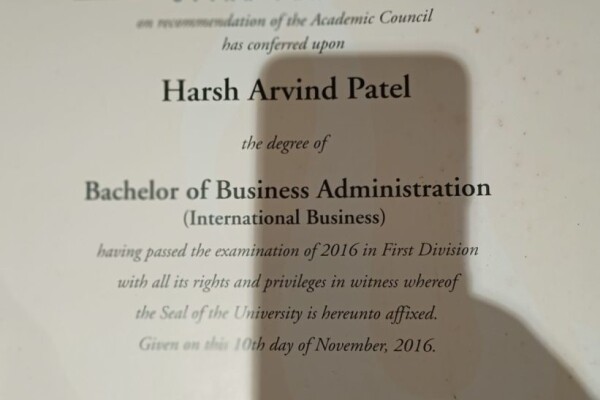 on recommendation of the Academic Council
has conferred upon
Harsh Arvind Patel
the degree of
Bachelor of Business Administration
(International Business)
having passed the examination of 2016 in First Division
with all its rights and privileges in witness whereof
the Seal of the University is hereunto affixed.
Given on this 10th day of November, 2016.